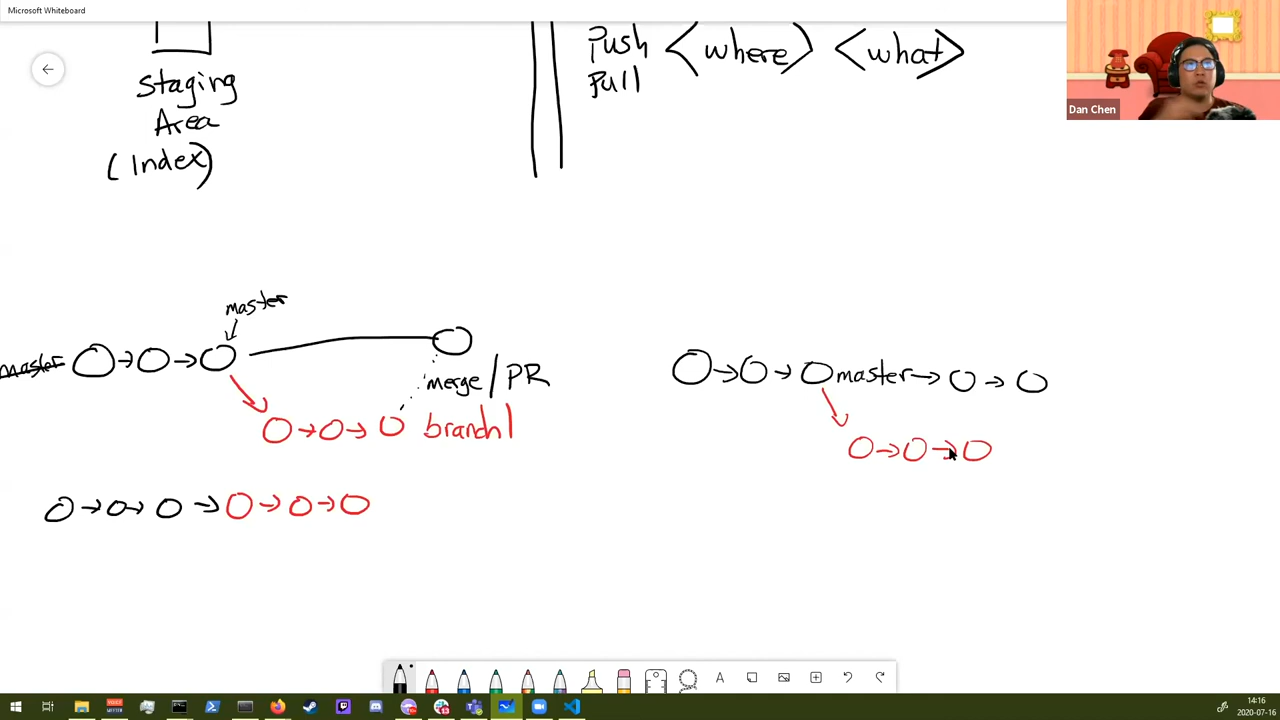 Microsoft Whiteboard
Staging
Area
(Index)
Push <where> <what>
Pull
Dan Chen
master
master
merge/PR
branch1
master
14:16
2020-07-16